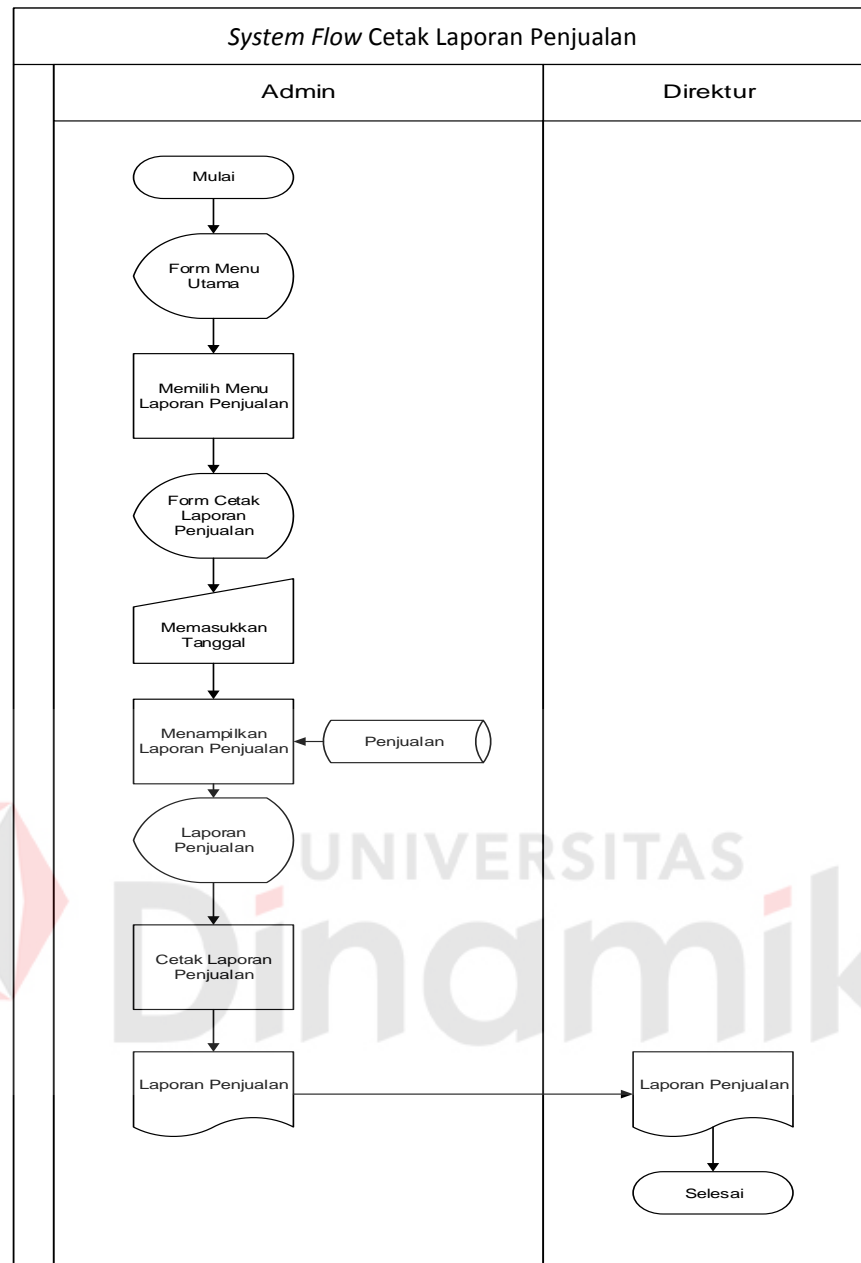 System Flow Cetak Laporan Penjualan
Admin
Direktur
Mulai
Form Menu
Utama
Memilih Menu
Laporan Penjualan
Form Cetak
Laporan
Penjualan
Memasukkan
Tanggal
Menampilkan
Laporan Penjualan
Penjualan
Laporan
Penjualan
UNIVERSITAS
Dinamik
Cetak Laporan
Penjualan
Laporan Penjualan
Laporan Penjualan
Selesai